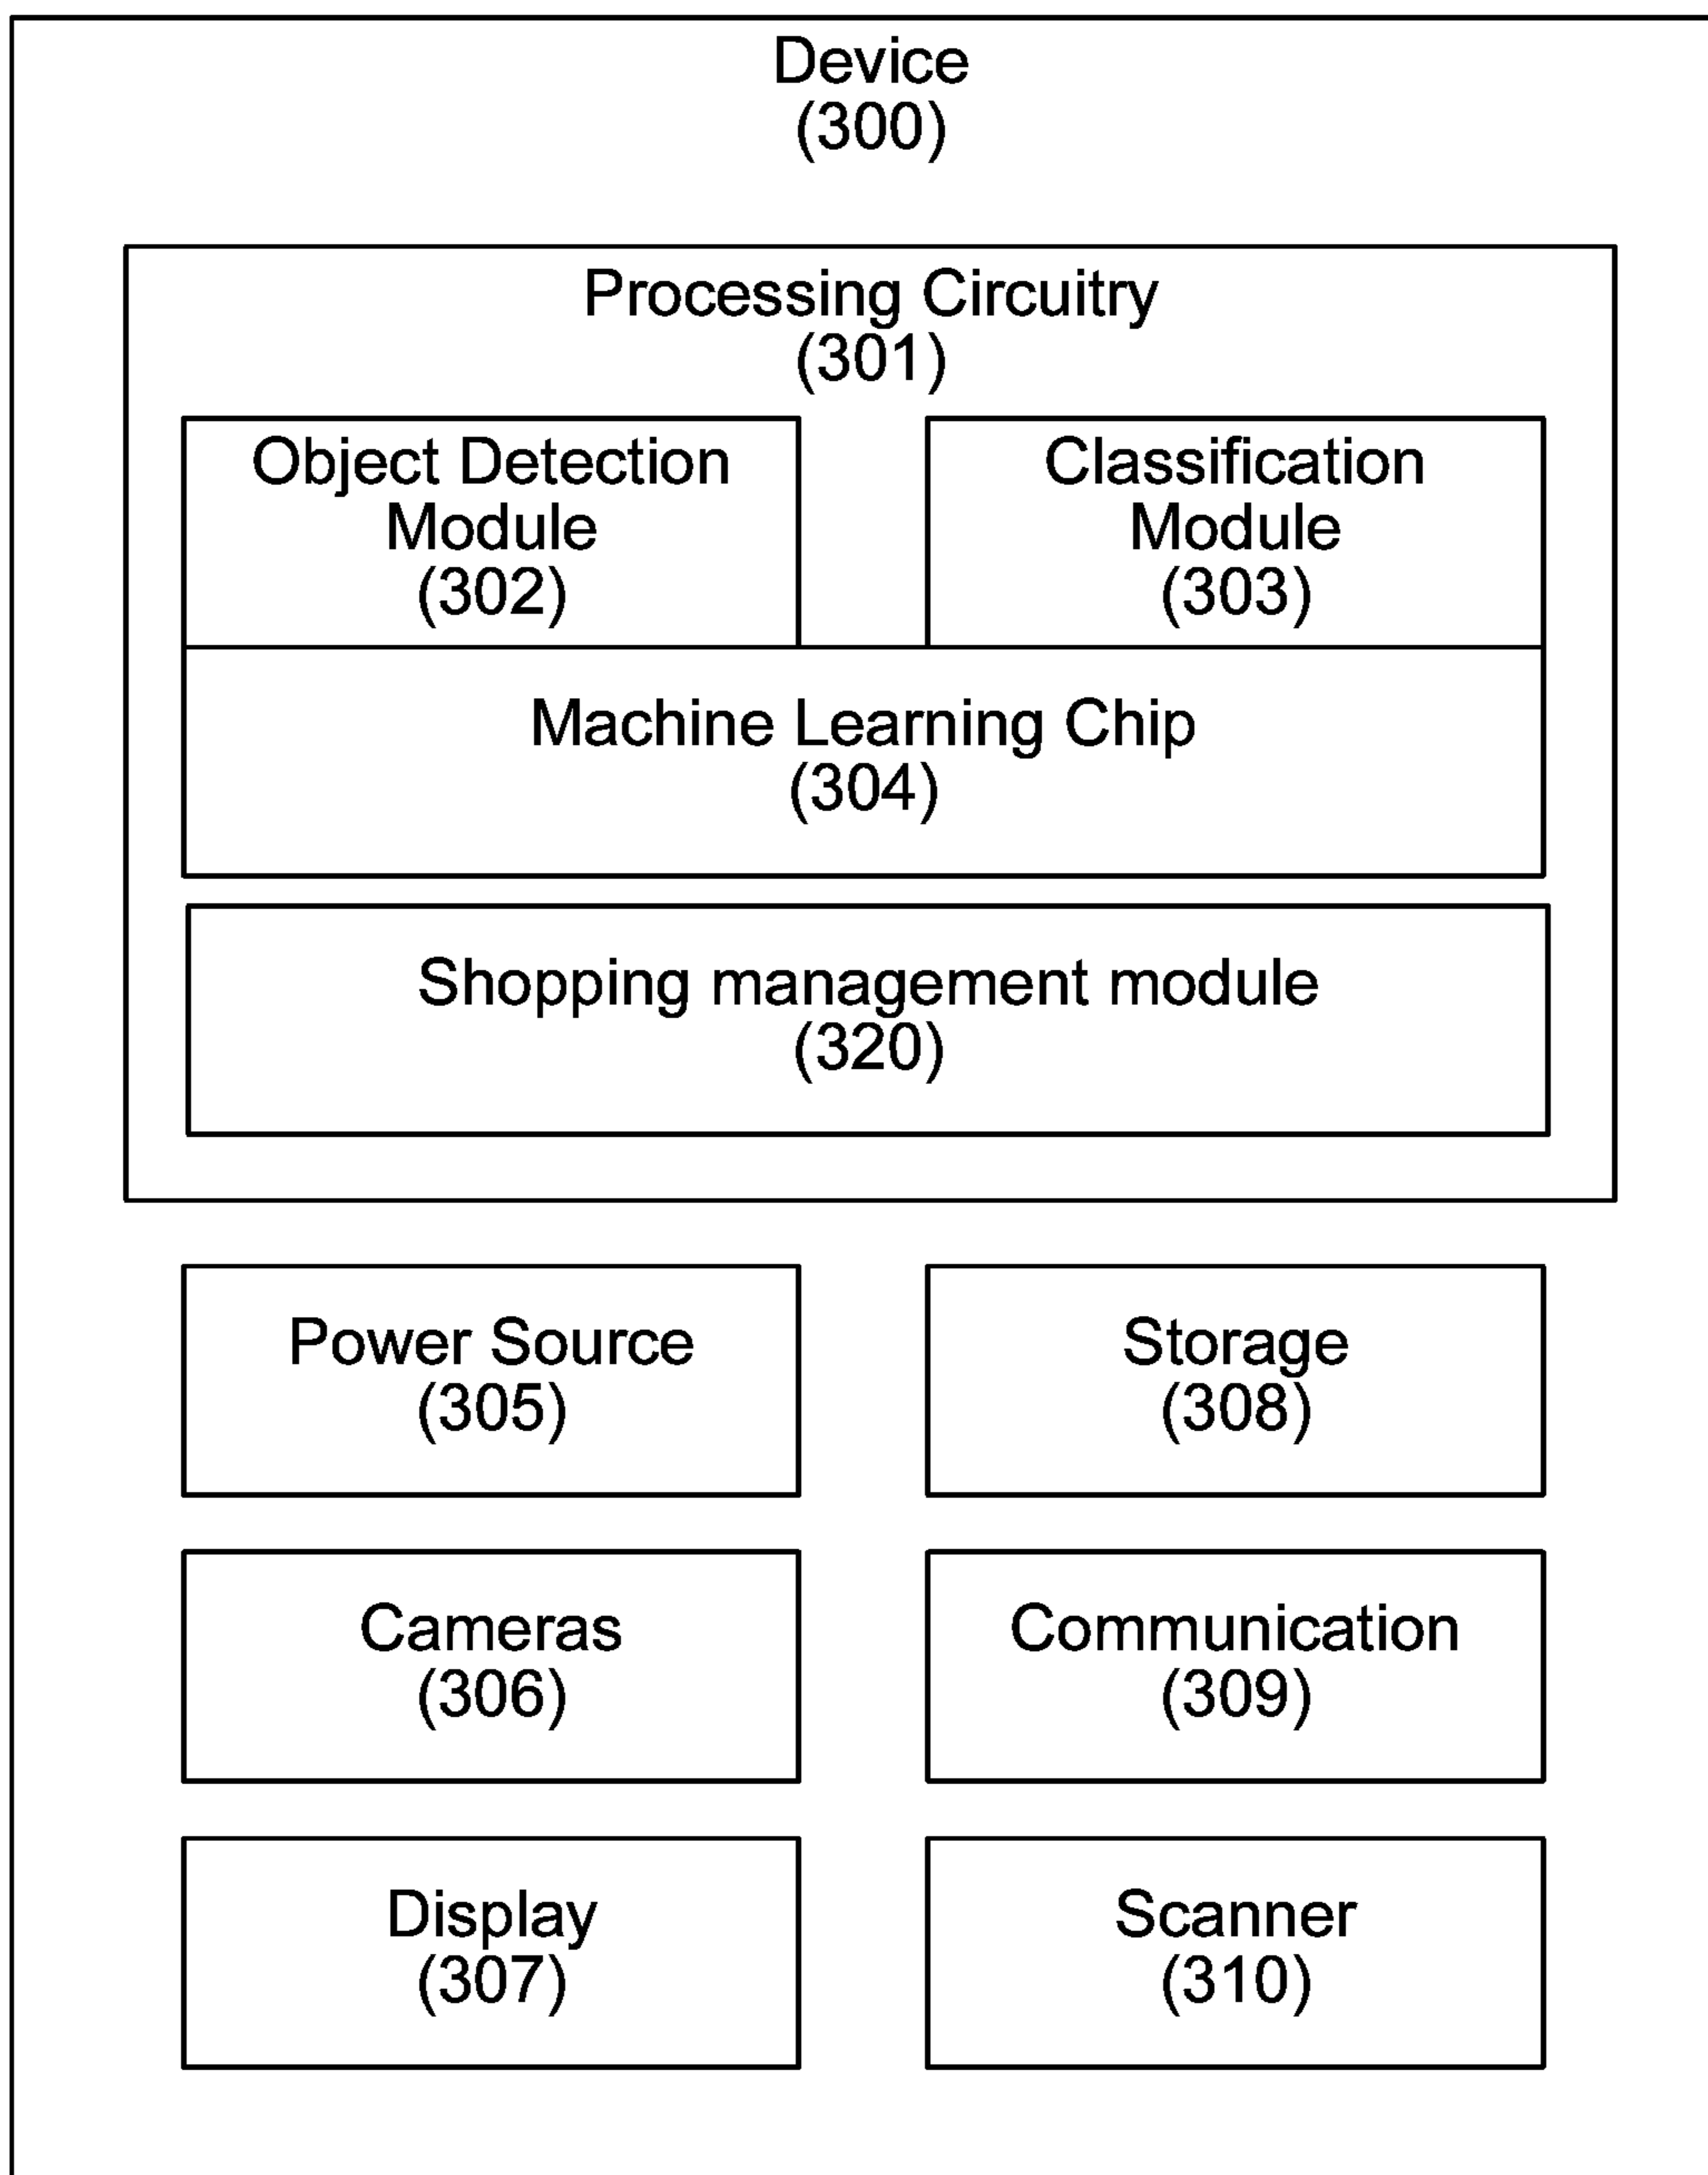 Device
(300)
Processing Circuitry
(301)
Object Detection
Module
(302)
Classification
Module
(303)
Machine Learning Chip
(304)
Shopping management module
(320)
Power Source
(305)
Storage
(308)
Cameras
(306)
Communication
(309)
Display
(307)
Scanner
(310)